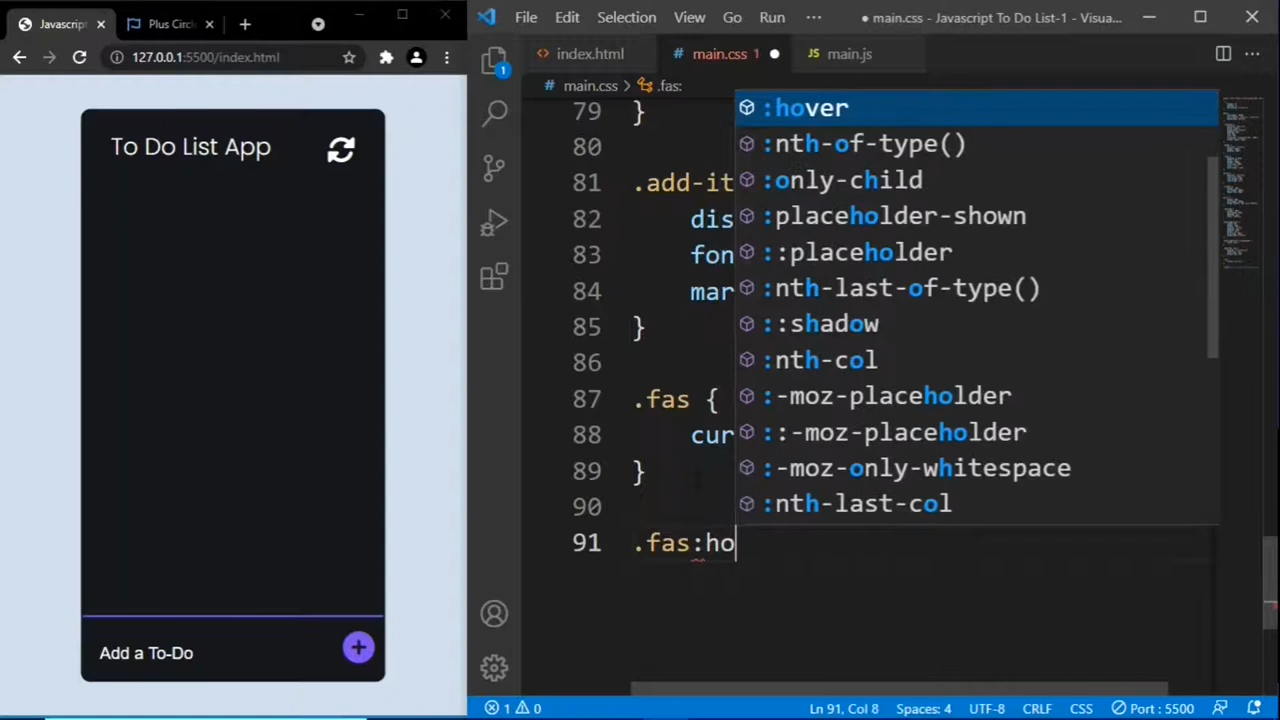 Javascrip
Plus Circ
127.0.0.1:5500/index.html
To Do List App
Add a To-Do
File Edit Selection View Go Run ···
● main.css - Javascript To Do List-1 - Visua...
index.html
# main.css 1 ●
JS main.js
# main.css > .fas:
1
79 }
80
81 .add-it
82 dis
83 fon
84 mar
85 }
86
87 .fas {
88 cur
89 }
90
91 .fas:ho
:hover
:nth-of-type()
:only-child
:placeholder-shown
::placeholder
:nth-last-of-type()
::shadow
:nth-col
:-moz-placeholder
::-moz-placeholder
:-moz-only-whitespace
:nth-last-col
1 0 Ln 91, Col 8 Spaces: 4 UTF-8 CRLF CSS Port : 5500